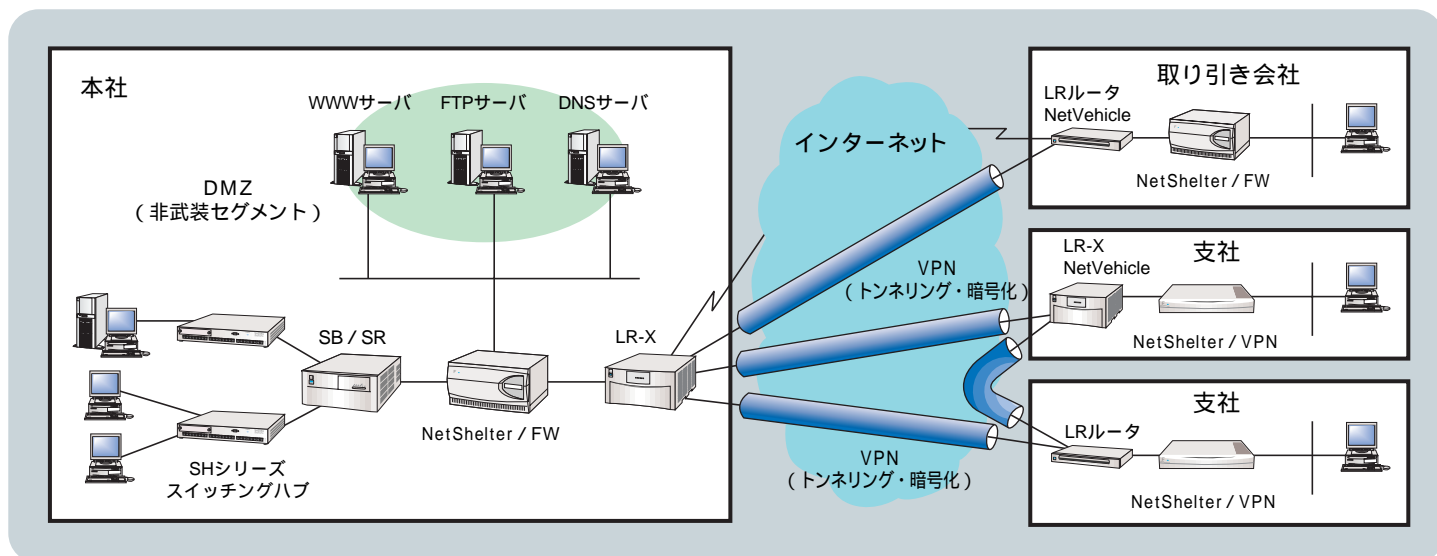 本社
WWWサーバ
FTPサーバ
DNSサーバ
DMZ
(非武装セグメント)
SB / SR
NetShelter / FW
LR-X
SHシリーズ
スイッチングハブ
インターネット
VPN
(トンネリング・暗号化)
VPN
(トンネリング・暗号化)
取り引き会社
LRルータ
NetVehicle
NetShelter / FW
支社
LR-X
NetVehicle
NetShelter / VPN
支社
LRルータ
NetShelter / VPN